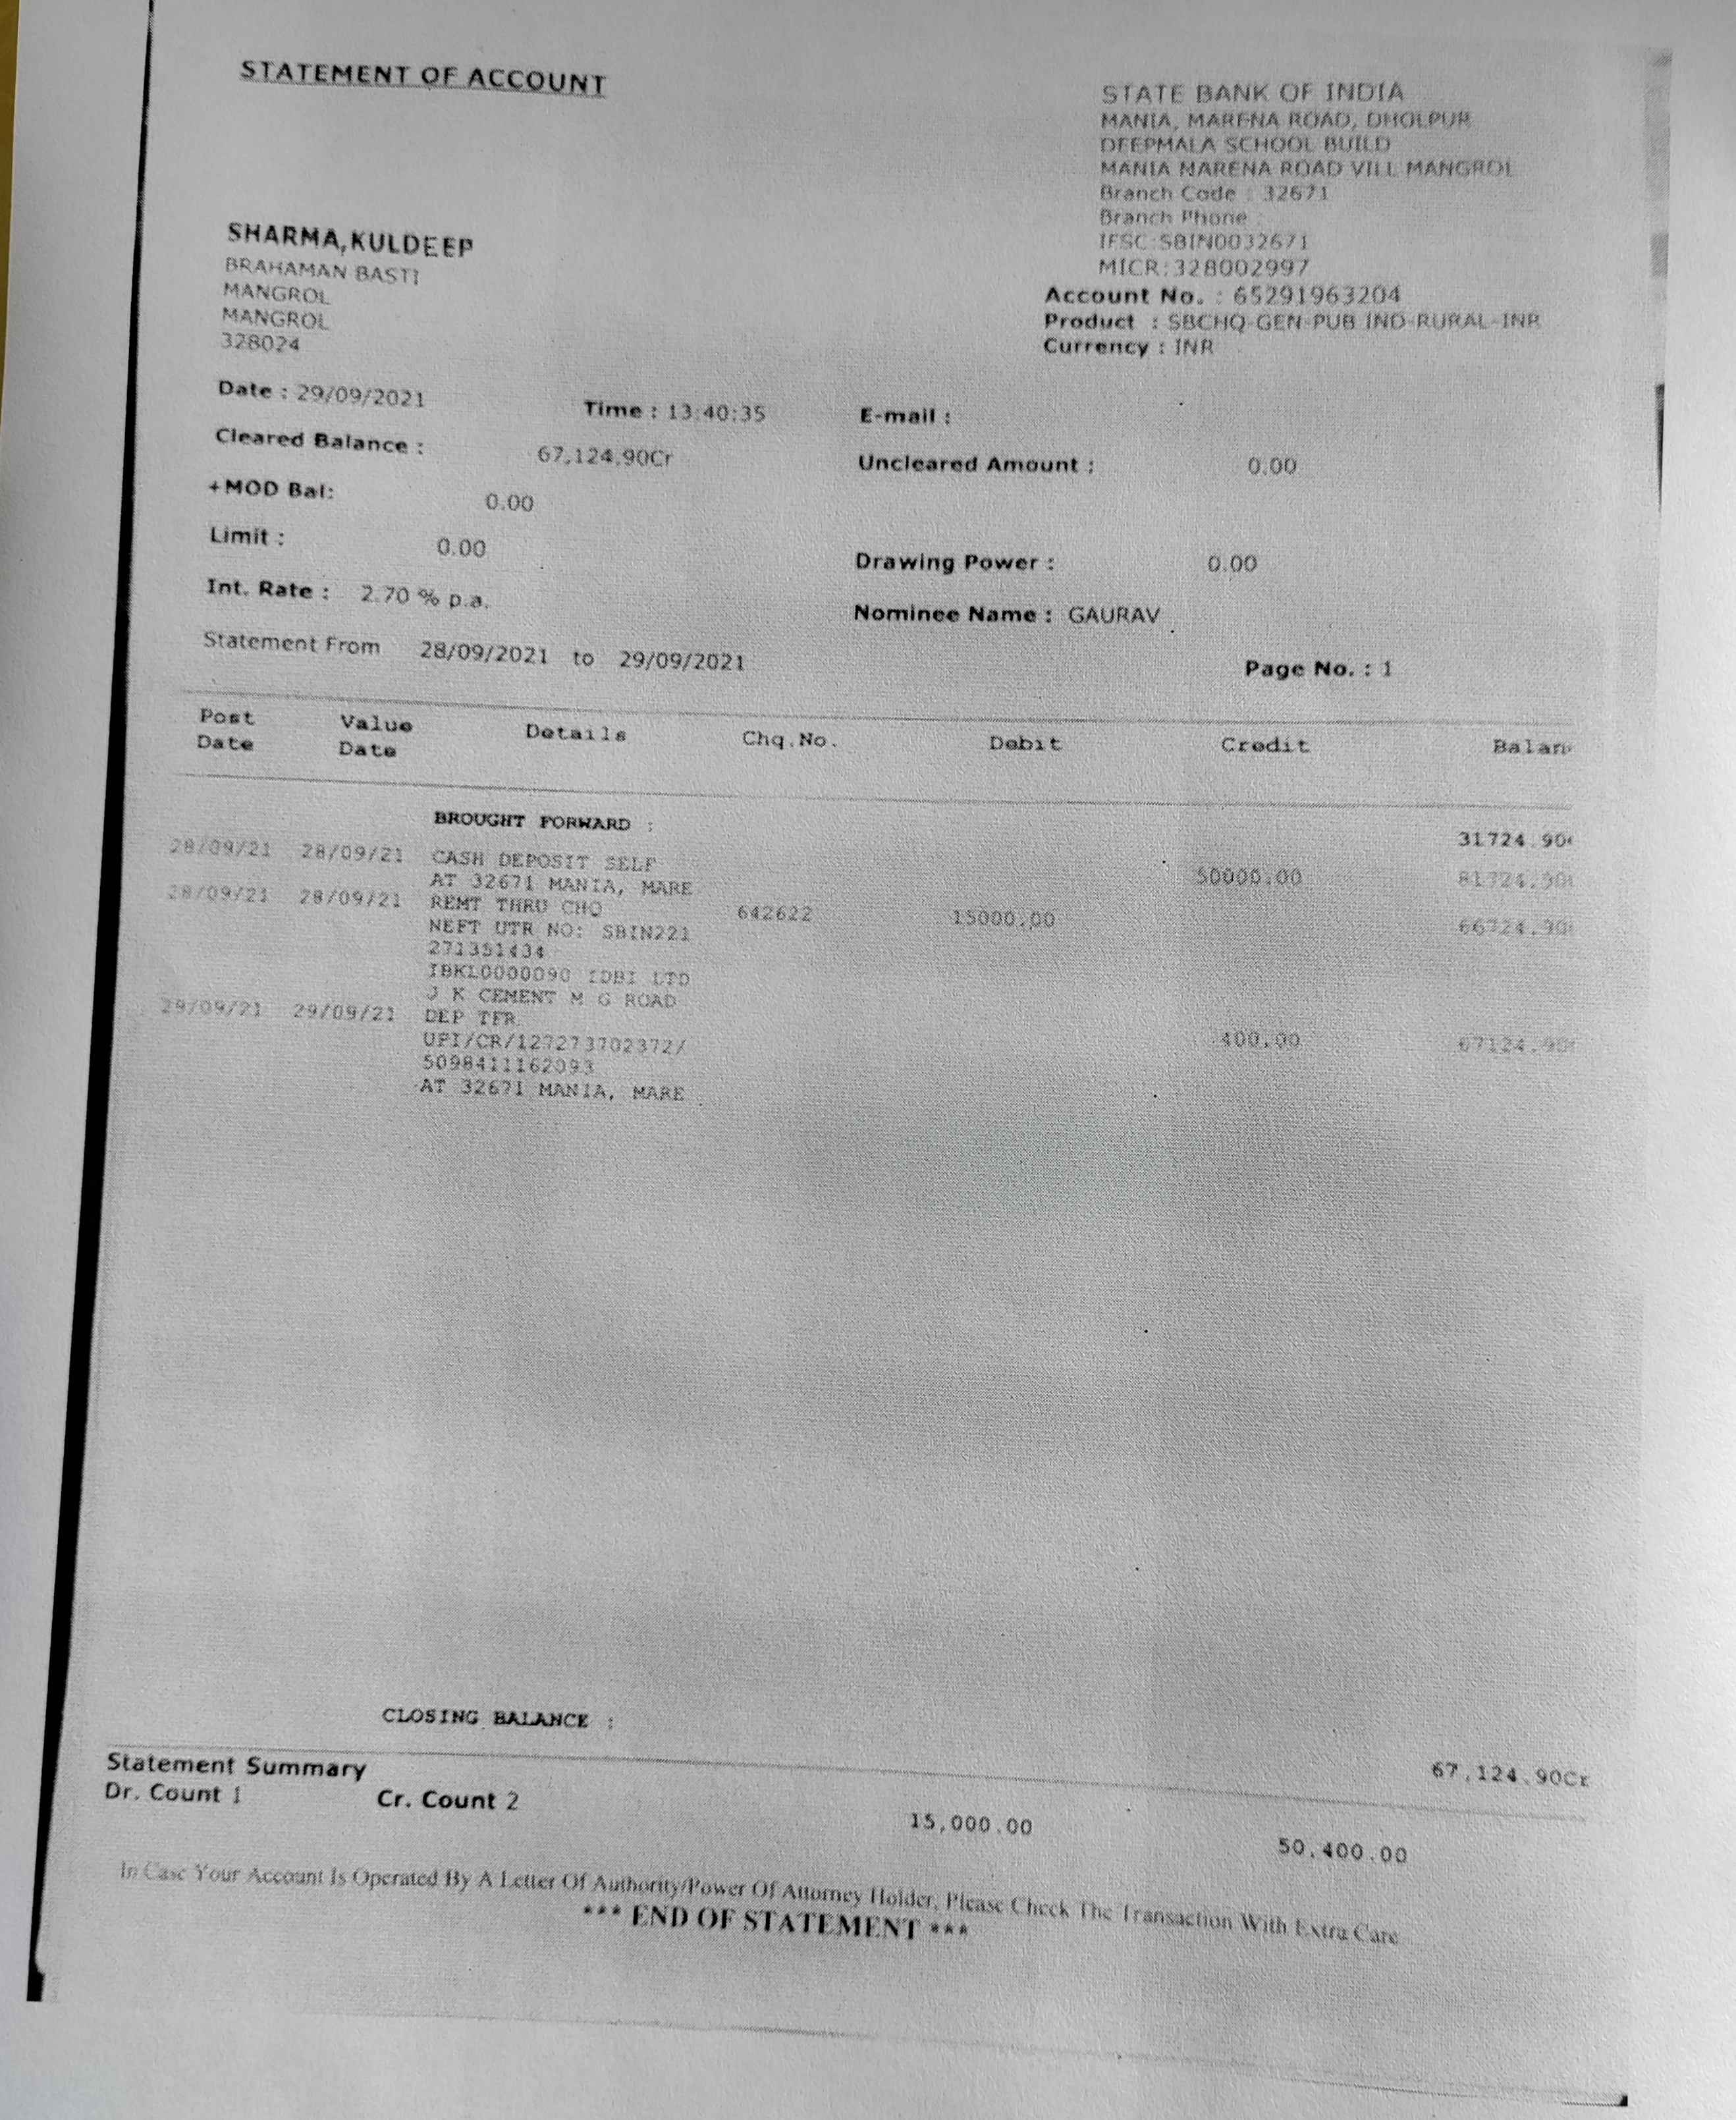 STATEMENT OF ACCOUNT
STATE BANK OF INDIA
MANIA, MARENA ROAD, DHOLPUR
DEEPMALA SCHOOL BUILD
MANIA MARENA ROAD VILL MANGROL
Branch Code : 32671
Branch Phone :
IFSC:SBIN0032671
MICR:328002997
Account No. : 65291963204
Product : SBCHQ-GEN-PUB IND-RURAL-INR
Currency : INR
SHARMA,KULDEEP
BRAHAMAN BASTI
MANGROL
MANGROL
328024
Date : 29/09/2021 Time : 13:40:35 E-mail :
Cleared Balance : 67,124.90Cr Uncleared Amount : 0.00
+MOD Bal: 0.00
Limit : 0.00 Drawing Power : 0.00
Int. Rate : 2.70 % p.a. Nominee Name : GAURAV
Statement From 28/09/2021 to 29/09/2021 Page No. : 1
Post Value Details Chq.No. Debit Credit Balan
Date Date
BROUGHT FORWARD : 31724.90
28/09/21 28/09/21 CASH DEPOSIT SELF 50000.00 81724.90
AT 32671 MANIA, MARE
28/09/21 28/09/21 REMT THRU CHQ 642622 15000.00 66724.90
NEFT UTR NO: SBIN221
271351434
IBKL0000090 IDBI LTD
J K CEMENT M G ROAD
29/09/21 29/09/21 DEP TFR 400.00 67124.90
UPI/CR/127273702372/
5098411162093
AT 32671 MANIA, MARE
CLOSING BALANCE : 67,124.90Cr
Statement Summary
Dr. Count 1 Cr. Count 2 15,000.00 50,400.00
In Case Your Account Is Operated By A Letter Of Authority/Power Of Attorney Holder, Please Check The Transaction With Extra Care
*** END OF STATEMENT ***